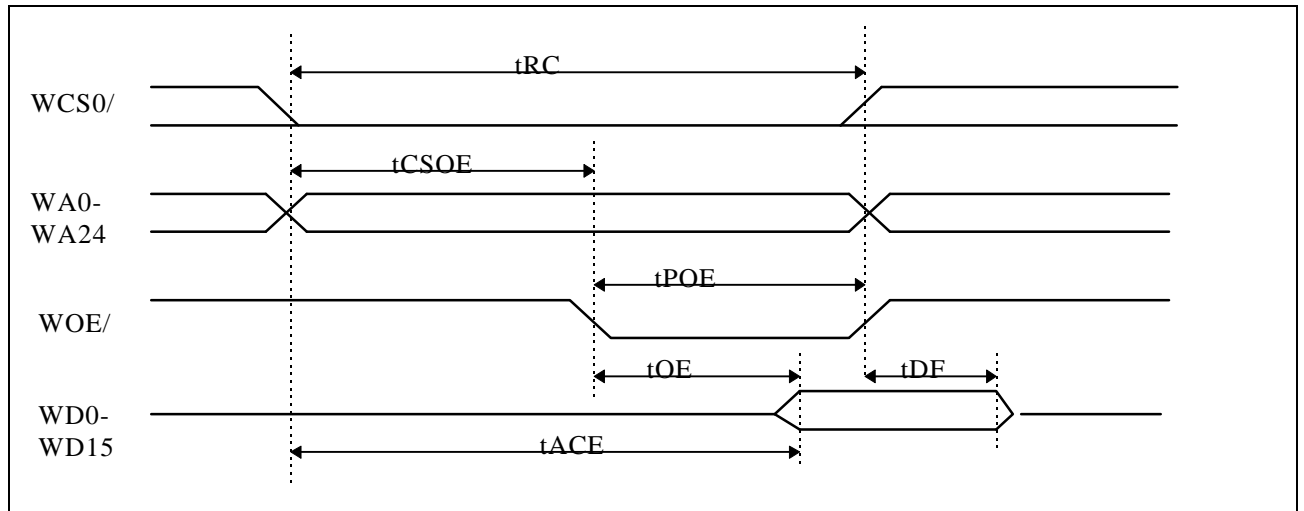 tRC
WCS0/
tCSOE
WA0-
WA24
tPOE
WOE/
tOE
tDF
WD0-
WD15
tACE